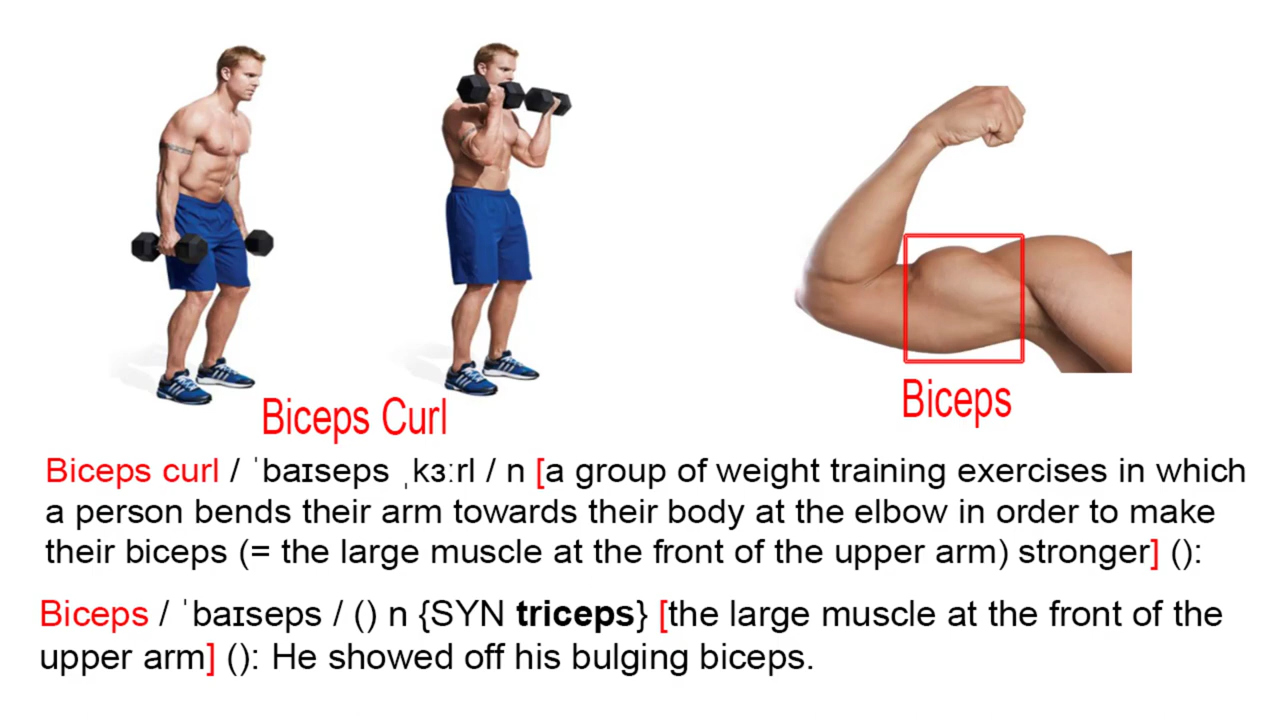 Biceps Curl
Biceps
Biceps curl / ˈbaɪseps ˌkɜːrl / n [a group of weight training exercises in which
a person bends their arm towards their body at the elbow in order to make
their biceps (= the large muscle at the front of the upper arm) stronger] ():
Biceps / ˈbaɪseps / () n {SYN triceps} [the large muscle at the front of the
upper arm] (): He showed off his bulging biceps.